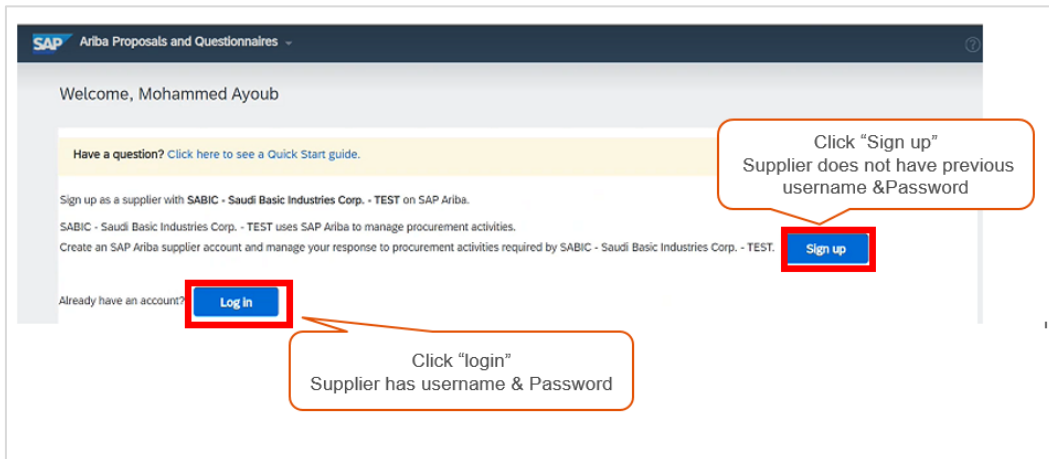 SAP Ariba Proposals and Questionnaires
Welcome, Mohammed Ayoub
Have a question? Click here to see a Quick Start guide.
Click “Sign up”
Supplier does not have previous
username &Password
Sign up as a supplier with SABIC - Saudi Basic Industries Corp. - TEST on SAP Ariba.
SABIC - Saudi Basic Industries Corp. - TEST uses SAP Ariba to manage procurement activities.
Create an SAP Ariba supplier account and manage your response to procurement activities required by SABIC - Saudi Basic Industries Corp. - TEST. Sign up
Already have an account? Log in
Click “login”
Supplier has username & Password